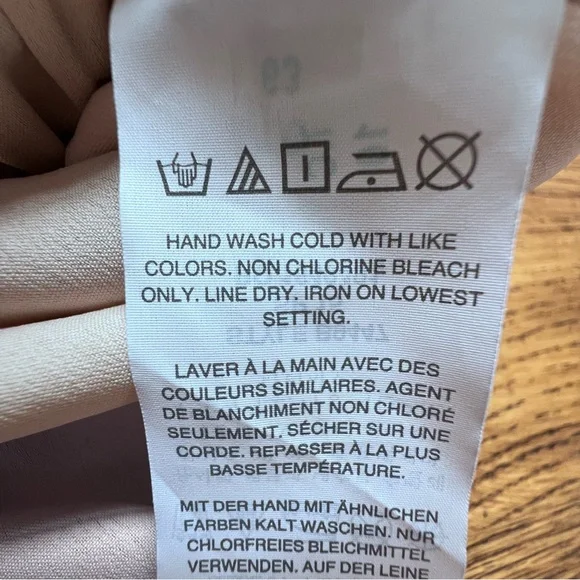 HAND WASH COLD WITH LIKE
COLORS. NON CHLORINE BLEACH
ONLY. LINE DRY. IRON ON LOWEST
SETTING.
LAVER À LA MAIN AVEC DES
COULEURS SIMILAIRES. AGENT
DE BLANCHIMENT NON CHLORÉ
SEULEMENT. SÉCHER SUR UNE
CORDE. REPASSER À LA PLUS
BASSE TEMPÉRATURE.
MIT DER HAND MIT ÄHNLICHEN
FARBEN KALT WASCHEN. NUR
CHLORFREIES BLEICHMITTEL
VERWENDEN. AUF DER LEINE